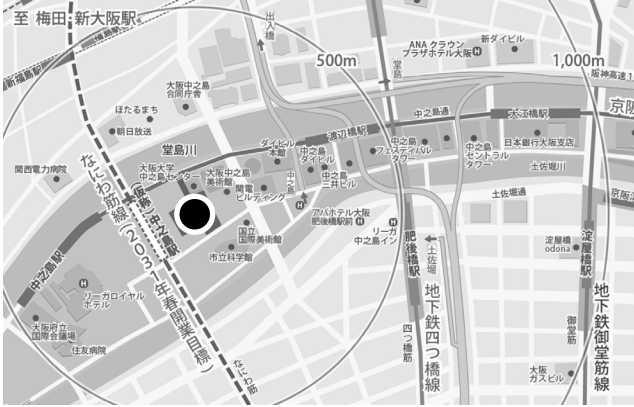 至 梅田・新大阪駅
新福島駅
出入橋
500m
ANA クラウン
プラザホテル大阪
新ダイビル
堂島
1,000m
阪神高速1
大阪中之島
合同庁舎
ほたるまち
朝日放送
堂島川
中之島通
渡辺橋駅
大江橋駅
京阪
関西電力病院
大阪大学
中之島センター
大阪中之島
美術館
ダイビル
本館
中之島
ダイビル
中之島
フェスティバル
タワー
中之島
セントラル
タワー
日本銀行大阪支店
土佐堀川
関電
ビルディング
中之島
中之島
三井ビル
土佐堀通
京阪
(仮称)中之島駅
なにわ筋線(2031年春開業目標)
国立
国際美術館
市立科学館
アパホテル大阪
肥後橋駅前
リーガ
中之島イン
肥後橋駅
土佐堀
淀屋橋
odona
淀屋橋駅
中之島駅
リーガロイヤル
ホテル
大阪府立
国際会議場
住友病院
なにわ筋
四つ橋筋
地下鉄四つ橋線
御堂筋
地下鉄御堂筋線
大阪
ガスビル